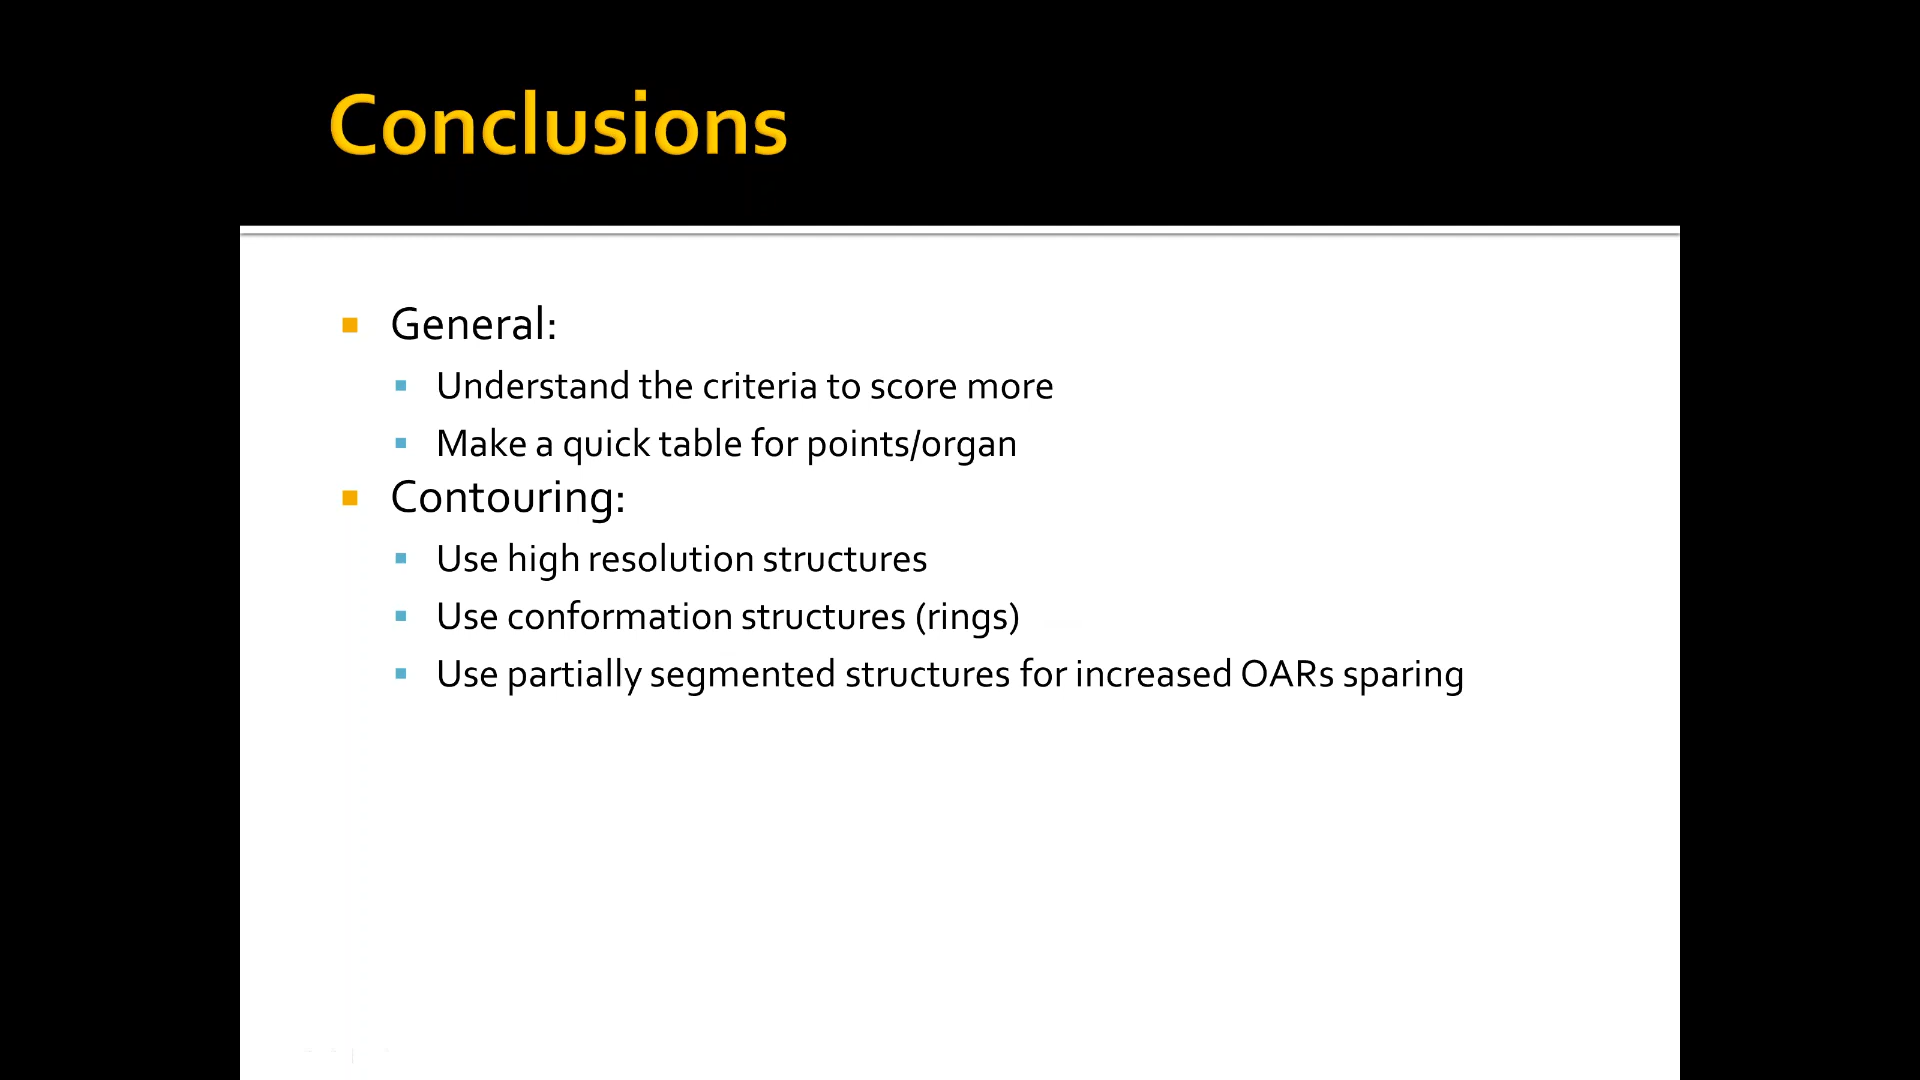 Conclusions
General:
Understand the criteria to score more
Make a quick table for points/organ
Contouring:
Use high resolution structures
Use conformation structures (rings)
Use partially segmented structures for increased OARs sparing